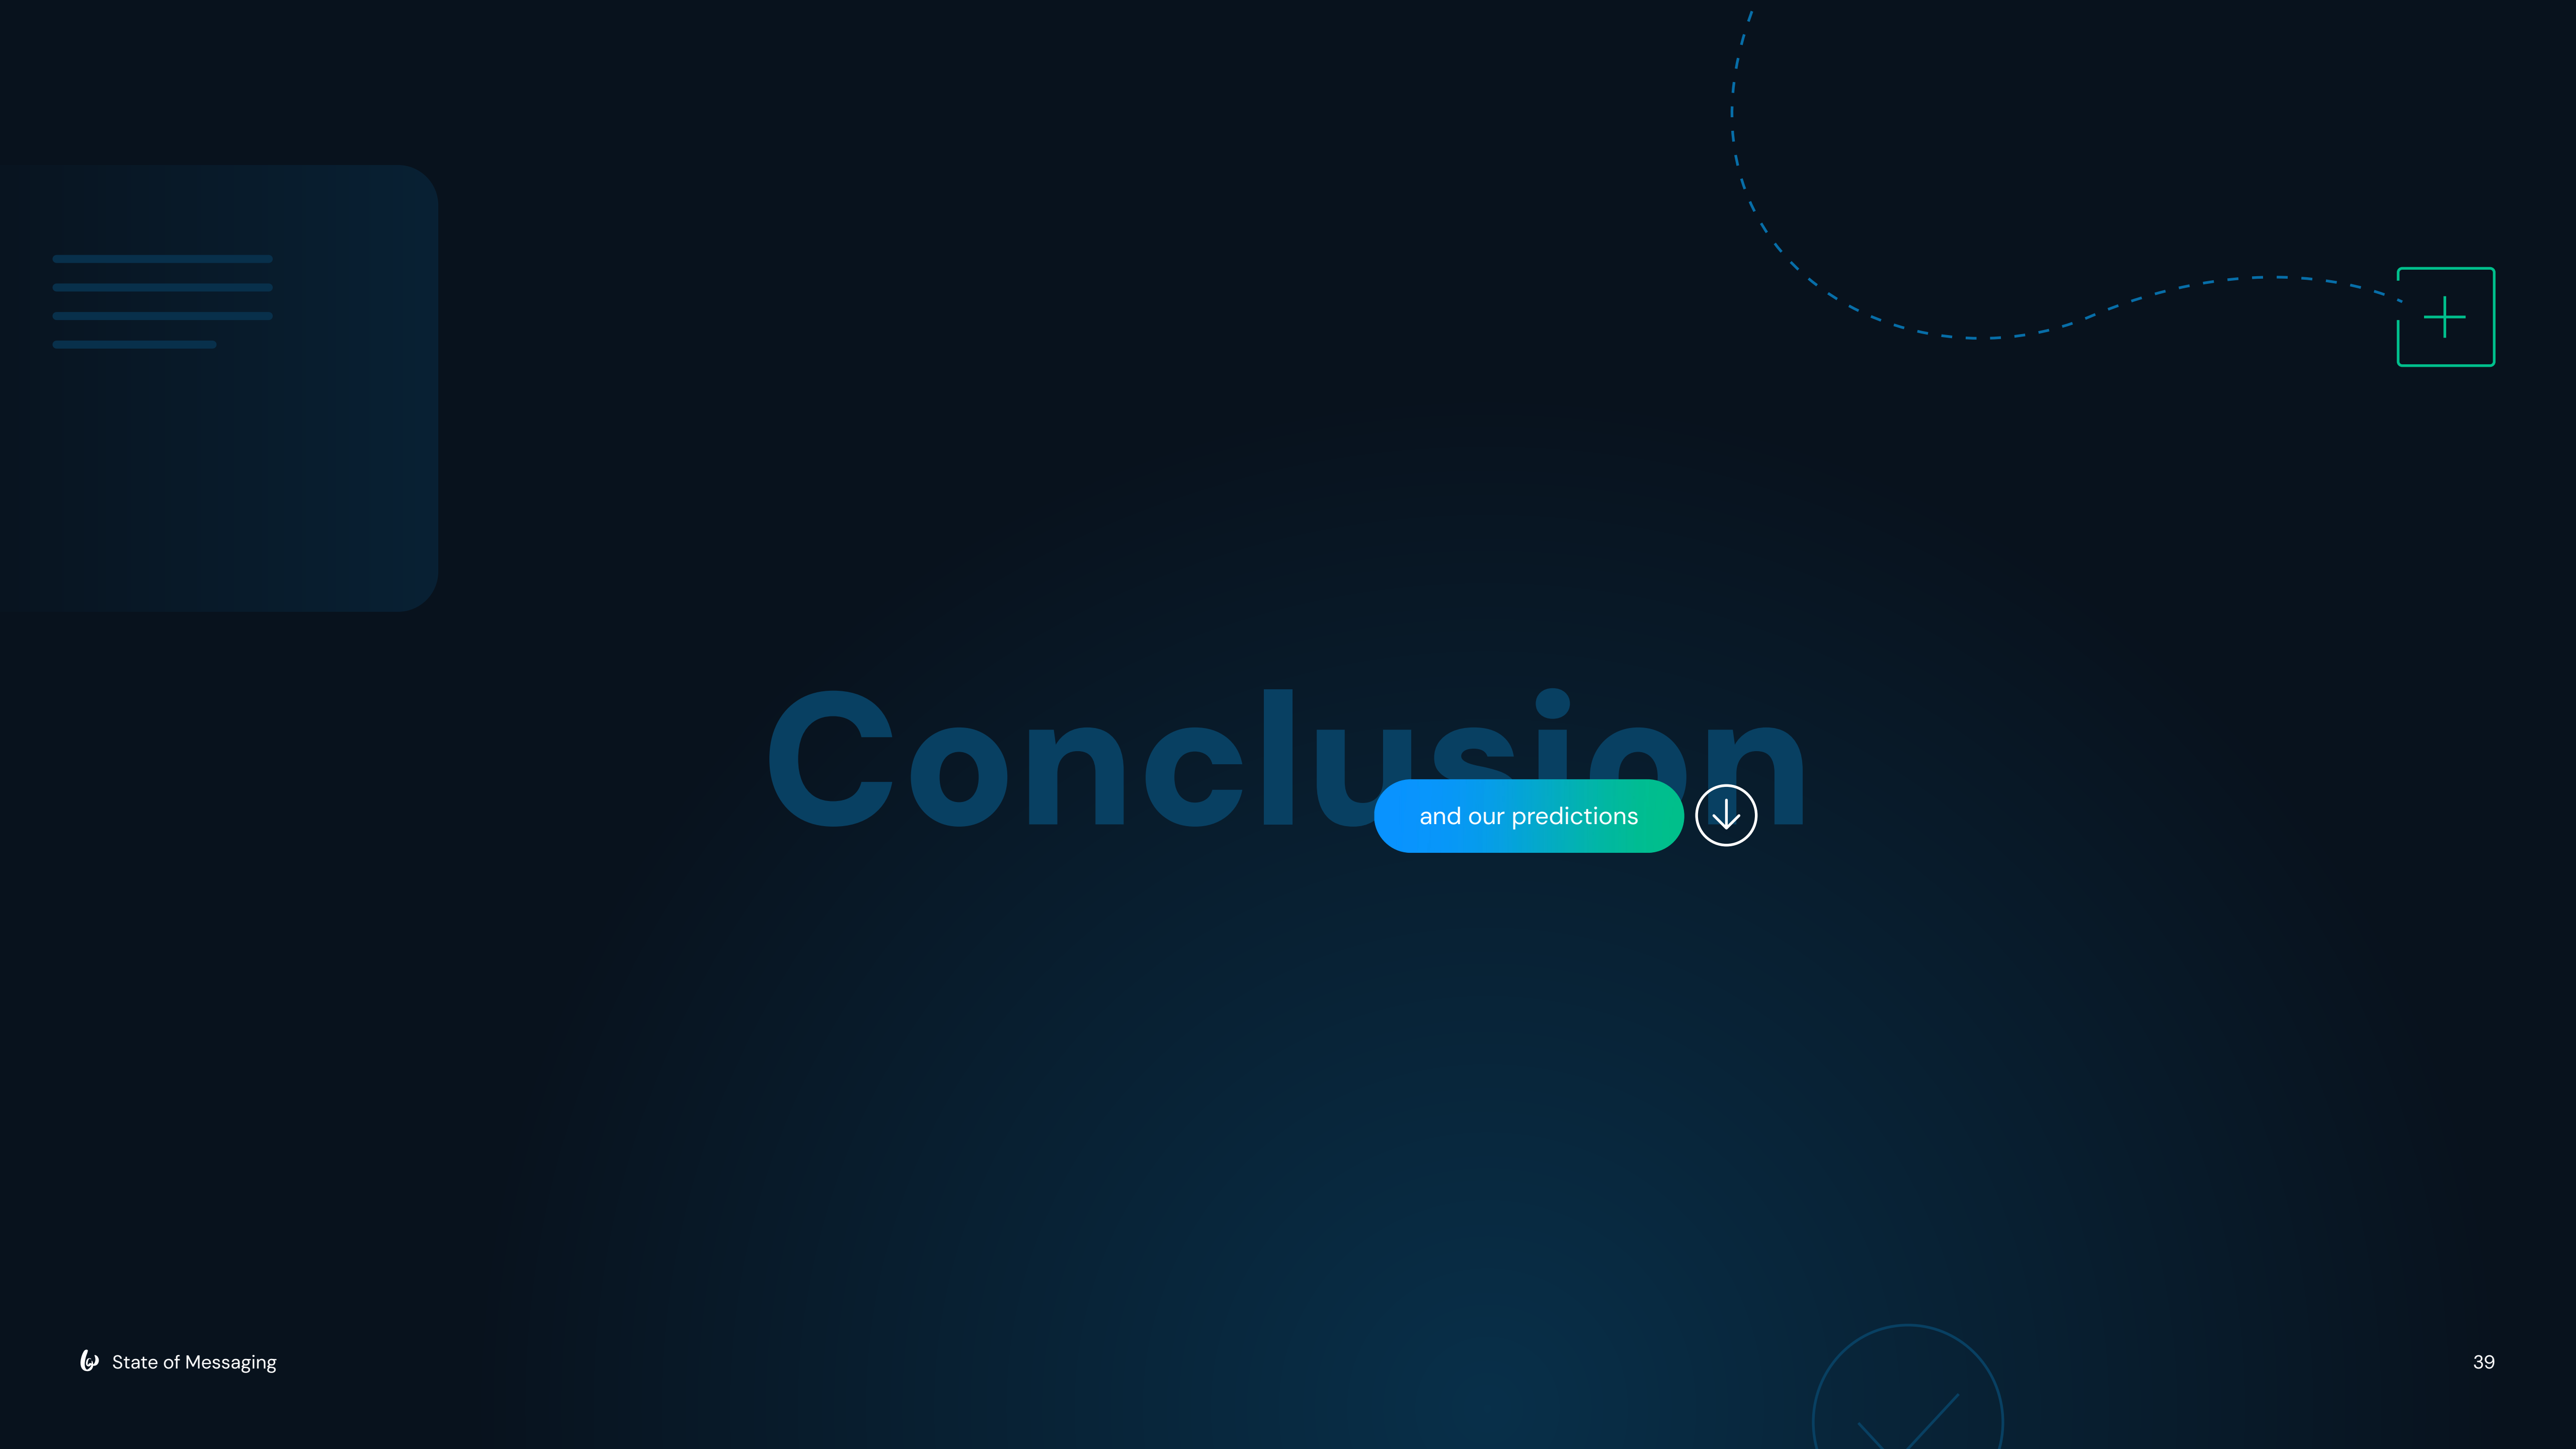 Conclusion
and our predictions
State of Messaging
39